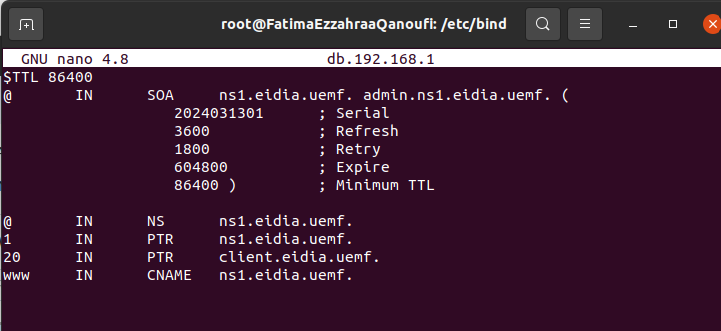 root@FatimaEzzahraaQanoufi: /etc/bind
GNU nano 4.8 db.192.168.1
$TTL 86400
@ IN SOA ns1.eidia.uemf. admin.ns1.eidia.uemf. (
2024031301 ; Serial
3600 ; Refresh
1800 ; Retry
604800 ; Expire
86400 ) ; Minimum TTL
@ IN NS ns1.eidia.uemf.
1 IN PTR ns1.eidia.uemf.
20 IN PTR client.eidia.uemf.
www IN CNAME ns1.eidia.uemf.